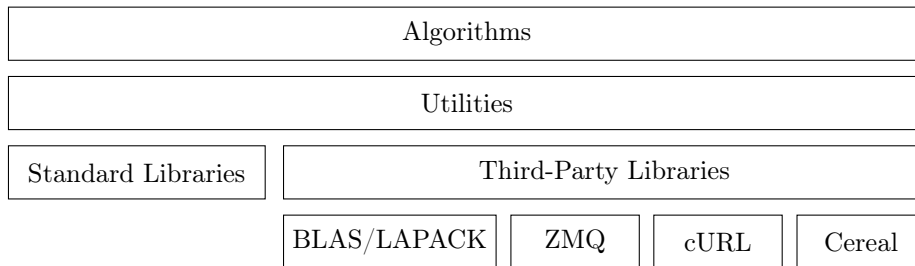 Algorithms
Utilities
Standard Libraries
Third-Party Libraries
BLAS/LAPACK
ZMQ
cURL
Cereal